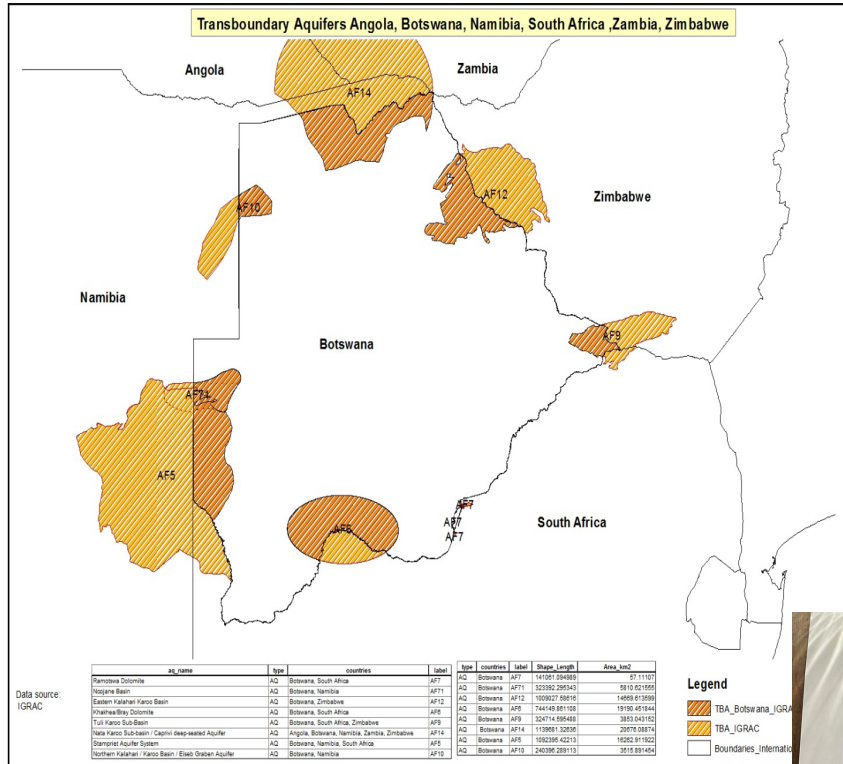 Transboundary Aquifers Angola, Botswana, Namibia, South Africa ,Zambia, Zimbabwe
Angola
Zambia
AF14
AF12
Zimbabwe
AF10
Namibia
Botswana
AF9
AF71
AF5
AF6
AF7
AF7
AF7
South Africa
Data source:
IGRAC
aq_name type countries label
Ramotswa Dolomite AQ Botswana, South Africa AF7
Ncojane Basin AQ Botswana, Namibia AF71
Eastern Kalahari Karoo Basin AQ Botswana, Zimbabwe AF12
Khakhea/Bray Dolomite AQ Botswana, South Africa AF6
Tuli Karoo Sub-Basin AQ Botswana, South Africa, Zimbabwe AF9
Nata Karoo Sub-basin / Caprivi deep-seated Aquifer AQ Angola, Botswana, Namibia, Zambia, Zimbabwe AF14
Stampriet Aquifer System AQ Botswana, Namibia, South Africa AF5
Northern Kalahari / Karoo Basin / Eiseb Graben Aquifer AQ Botswana, Namibia AF10
type countries label Shape_Length Area_km2
AQ Botswana AF7 141061.094989 57.11107
AQ Botswana AF71 323392.295343 5810.621555
AQ Botswana AF12 1009027.58616 14669.613599
AQ Botswana AF6 744149.861108 19190.451844
AQ Botswana AF9 324714.595488 3853.043152
AQ Botswana AF14 1139681.32636 20676.08874
AQ Botswana AF5 1092395.42213 16262.911922
AQ Botswana AF10 240396.289113 3515.891454
Legend
TBA_Botswana_IGRA
TBA_IGRAC
Boundaries_Internatio